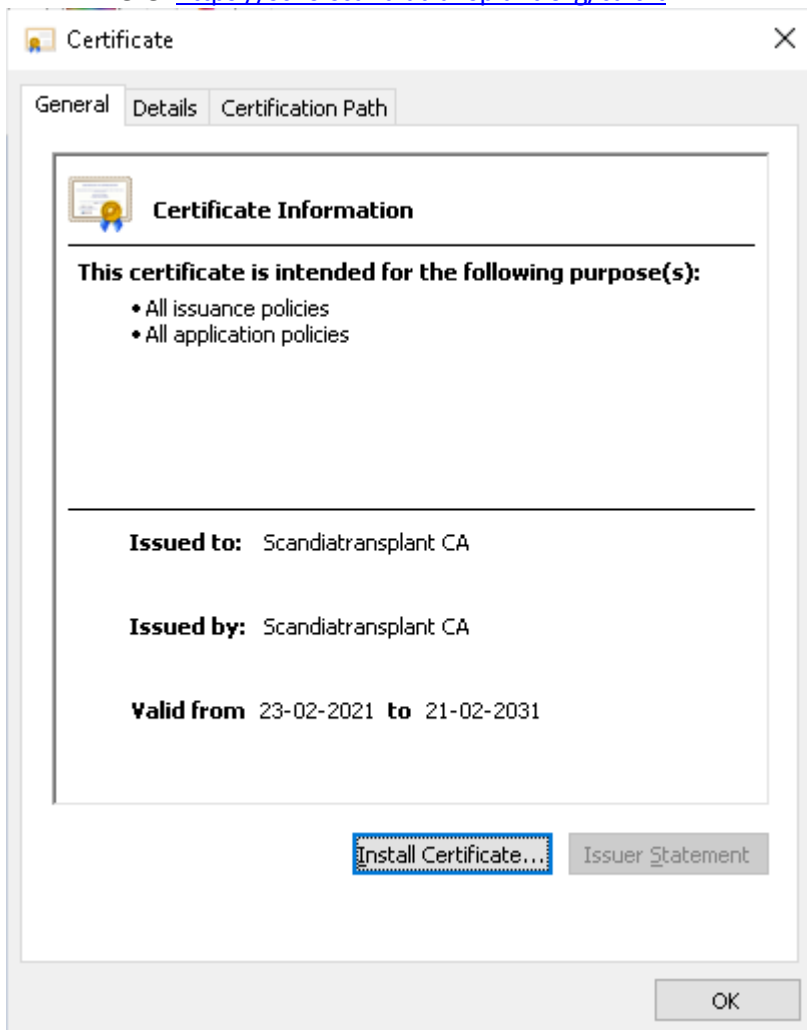 Certificate
General Details Certification Path
Certificate Information
This certificate is intended for the following purpose(s):
• All issuance policies
• All application policies
Issued to: Scandiatransplant CA
Issued by: Scandiatransplant CA
Valid from 23-02-2021 to 21-02-2031
Install Certificate... Issuer Statement
OK